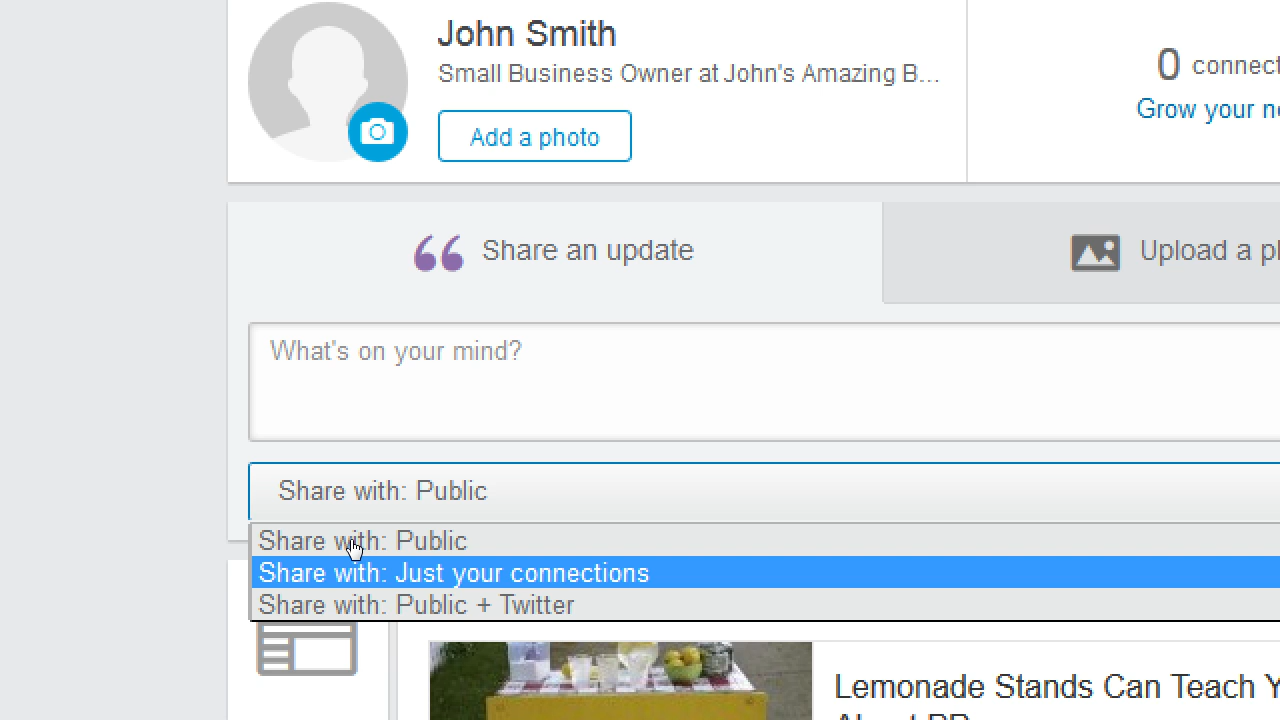 John Smith
Small Business Owner at John's Amazing B...
Add a photo
0 connect
Grow your
Share an update
Upload a
What's on your mind?
Share with: Public
Share with: Public
Share with: Just your connections
Share with: Public + Twitter
Lemonade Stands Can Teach